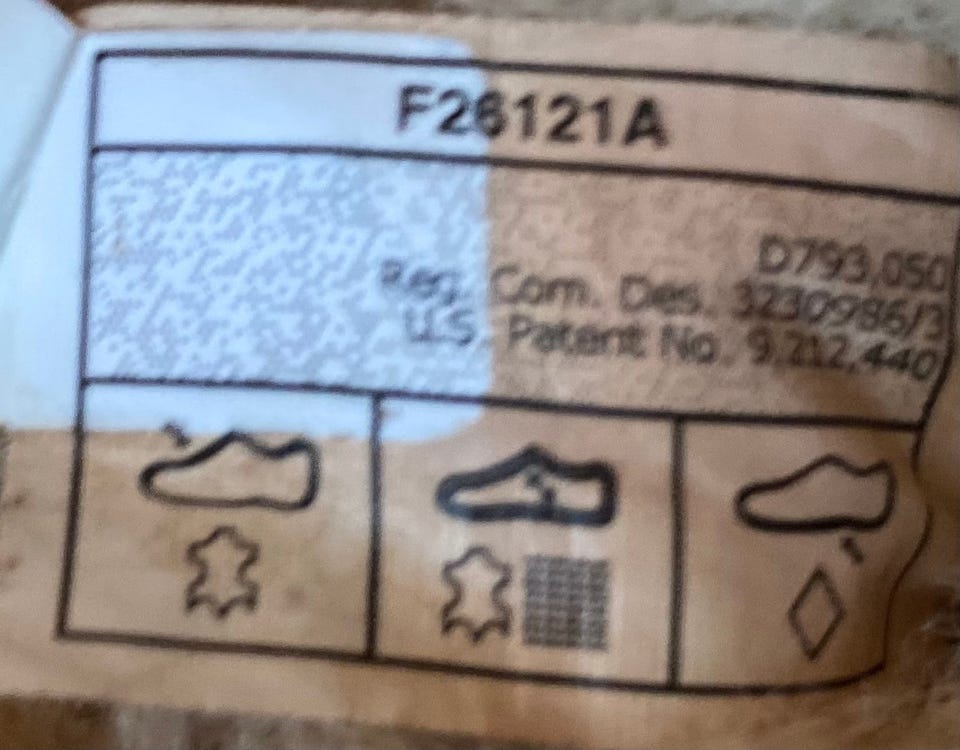 F26121A
D793,050
Reg. Com. Des. 3230986/3
U.S. Patent No. 9,212,440